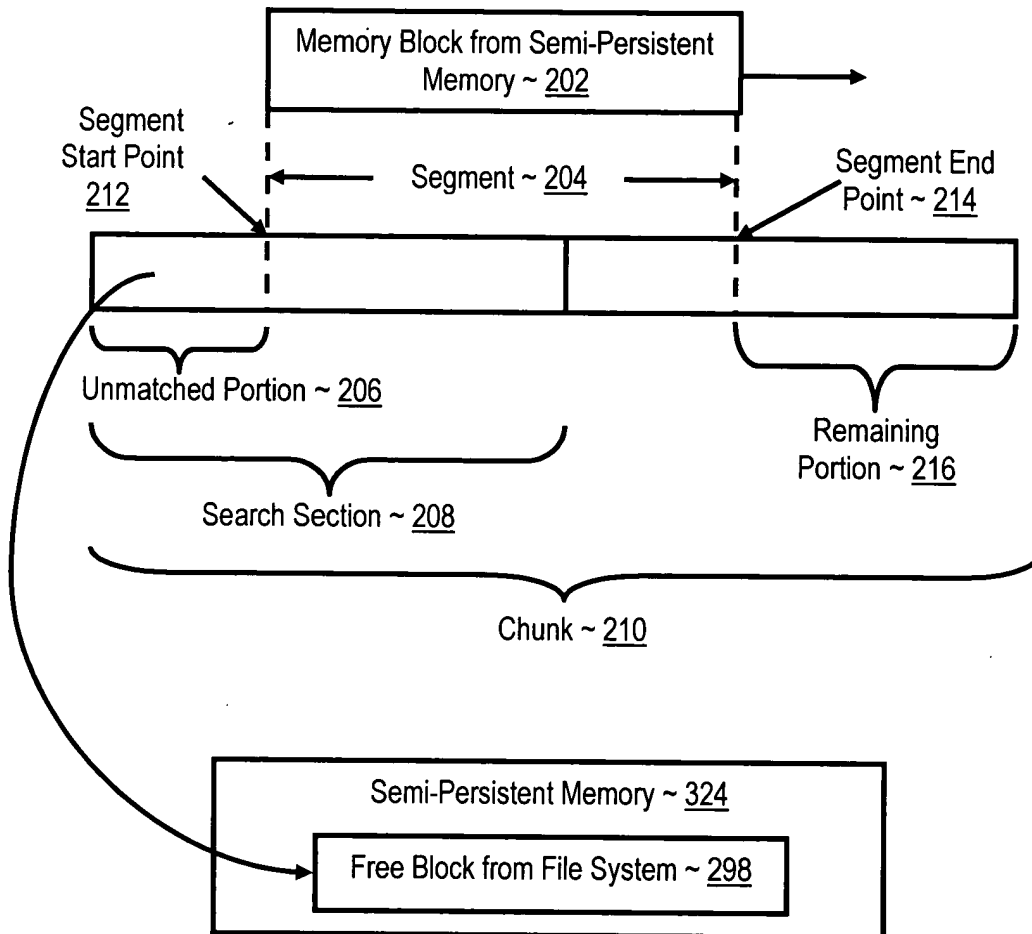 Memory Block from Semi-Persistent
Memory ~ 202
Segment
Start Point
212
Segment ~ 204
Segment End
Point ~ 214
Unmatched Portion ~ 206
Remaining
Portion ~ 216
Search Section ~ 208
Chunk ~ 210
Semi-Persistent Memory ~ 324
Free Block from File System ~ 298